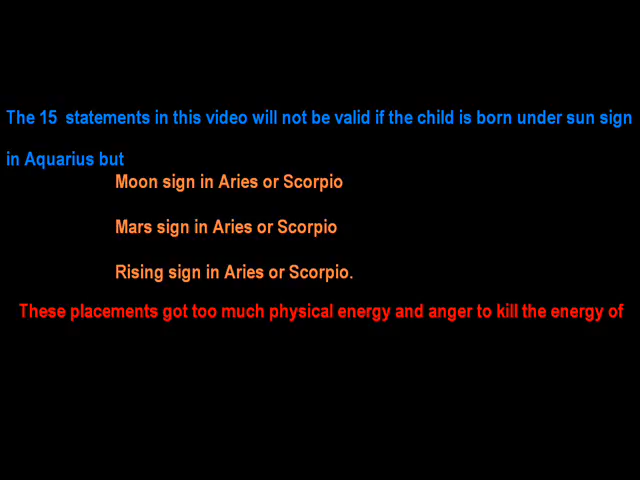 The 15 statements in this video will not be valid if the child is born under sun sign
in Aquarius but
Moon sign in Aries or Scorpio
Mars sign in Aries or Scorpio
Rising sign in Aries or Scorpio.
These placements got too much physical energy and anger to kill the energy of